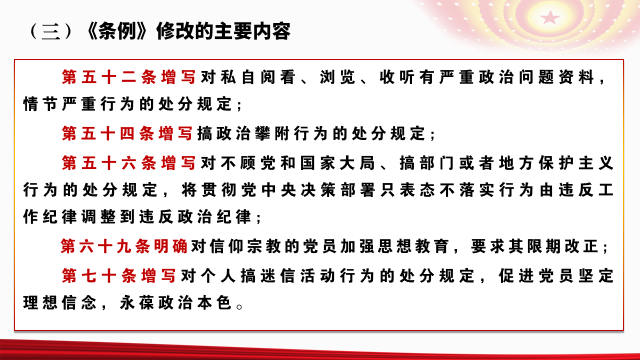 （三）《条例》修改的主要内容
第五十二条增写对私自阅看、浏览、收听有严重政治问题资料，
情节严重行为的处分规定；
第五十四条增写搞政治攀附行为的处分规定；
第五十六条增写对不顾党和国家大局、搞部门或者地方保护主义
行为的处分规定，将贯彻党中央决策部署只表态不落实行为由违反工
作纪律调整到违反政治纪律；
第六十九条明确对信仰宗教的党员加强思想教育，要求其限期改正；
第七十条增写对个人搞迷信活动行为的处分规定，促进党员坚定
理想信念，永葆政治本色。